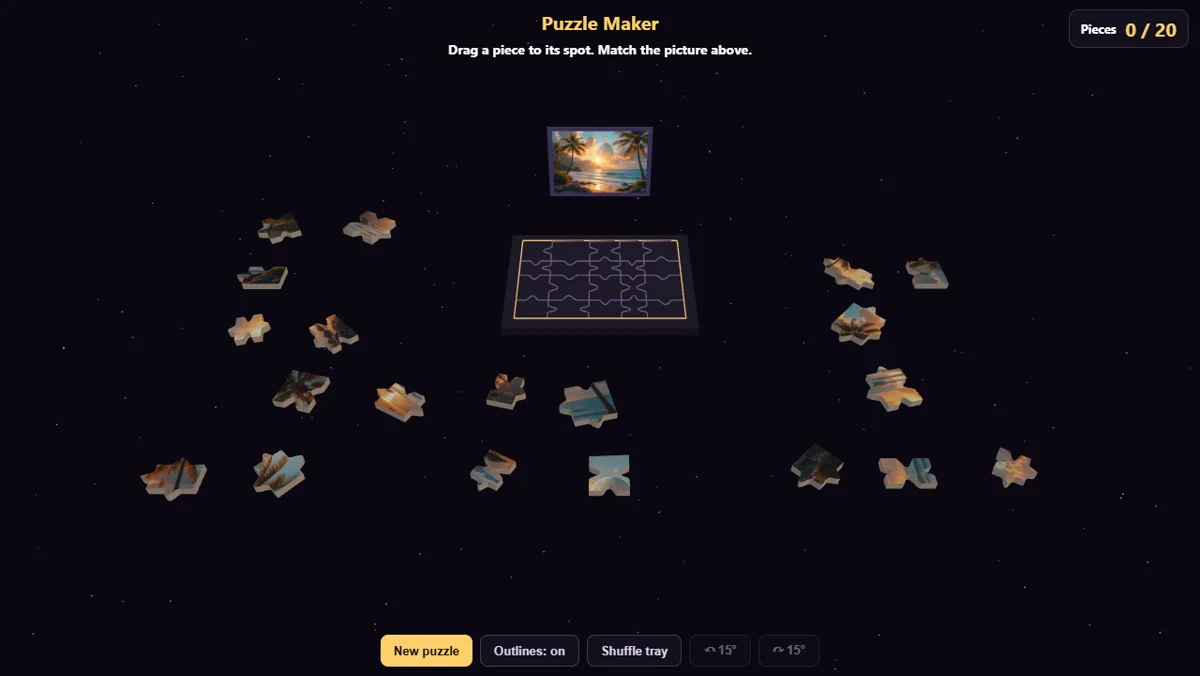 Puzzle Maker
Drag a piece to its spot. Match the picture above.
Pieces 0 / 20
New puzzle
Outlines: on
Shuffle tray
↶ 15°
↷ 15°